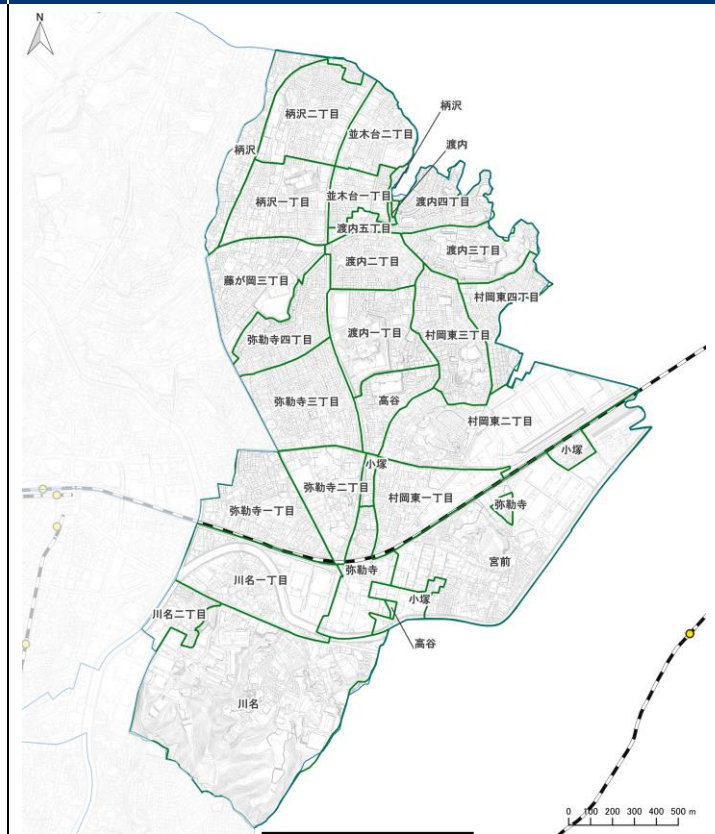 N
柄沢
柄沢二丁目
並木台二丁目
渡内
柄沢
柄沢一丁目
並木台一丁目
渡内四丁目
渡内五丁目
渡内三丁目
渡内二丁目
藤が岡三丁目
村岡東四丁目
渡内一丁目
村岡東三丁目
弥勒寺四丁目
弥勒寺三丁目
高谷
村岡東二丁目
小塚
小塚
弥勒寺二丁目
村岡東一丁目
弥勒寺一丁目
弥勒寺
宮前
弥勒寺
川名一丁目
小塚
川名二丁目
高谷
川名
0 100 200 300 400 500 m